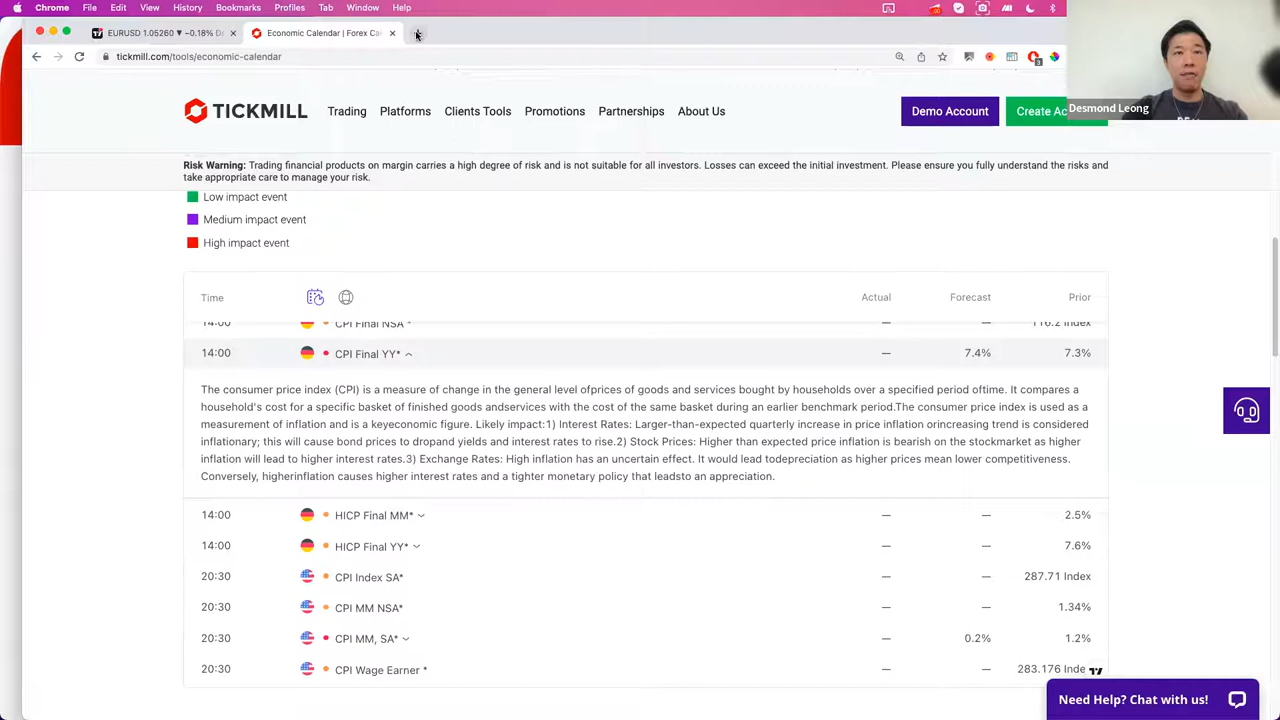 Chrome File Edit View History Bookmarks Profiles Tab Window Help
EURUSD 1.05260 ▼ −0.18%
Economic Calendar | Forex Ca
tickmill.com/tools/economic-calendar
3
Desmond Leong
TICKMILL
Trading Platforms Clients Tools Promotions Partnerships About Us
Demo Account
Create Ac
Risk Warning: Trading financial products on margin carries a high degree of risk and is not suitable for all investors. Losses can exceed the initial investment. Please ensure you fully understand the risks and
take appropriate care to manage your risk.
Low impact event
Medium impact event
High impact event
Time Actual Forecast Prior
14:00 CPI Final NSA * — — 116.2 Index
14:00 CPI Final YY* — 7.4% 7.3%
The consumer price index (CPI) is a measure of change in the general level ofprices of goods and services bought by households over a specified period oftime. It compares a
household's cost for a specific basket of finished goods andservices with the cost of the same basket during an earlier benchmark period.The consumer price index is used as a
measurement of inflation and is a keyeconomic figure. Likely impact:1) Interest Rates: Larger-than-expected quarterly increase in price inflation orincreasing trend is considered
inflationary; this will cause bond prices to dropand yields and interest rates to rise.2) Stock Prices: Higher than expected price inflation is bearish on the stockmarket as higher
inflation will lead to higher interest rates.3) Exchange Rates: High inflation has an uncertain effect. It would lead todepreciation as higher prices mean lower competitiveness.
Conversely, higherinflation causes higher interest rates and a tighter monetary policy that leadsto an appreciation.
14:00 HICP Final MM* — — 2.5%
14:00 HICP Final YY* — — 7.6%
20:30 CPI Index SA* — — 287.71 Index
20:30 CPI MM NSA* — — 1.34%
20:30 CPI MM, SA* — 0.2% 1.2%
20:30 CPI Wage Earner * — — 283.176 Inde
Need Help? Chat with us!